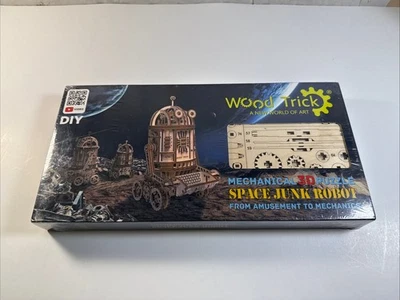 DIY
Wood Trick
A NEW WORLD OF ART
MECHANICAL 3D PUZZLE
SPACE JUNK ROBOT
FROM AMUSEMENT TO MECHANICS